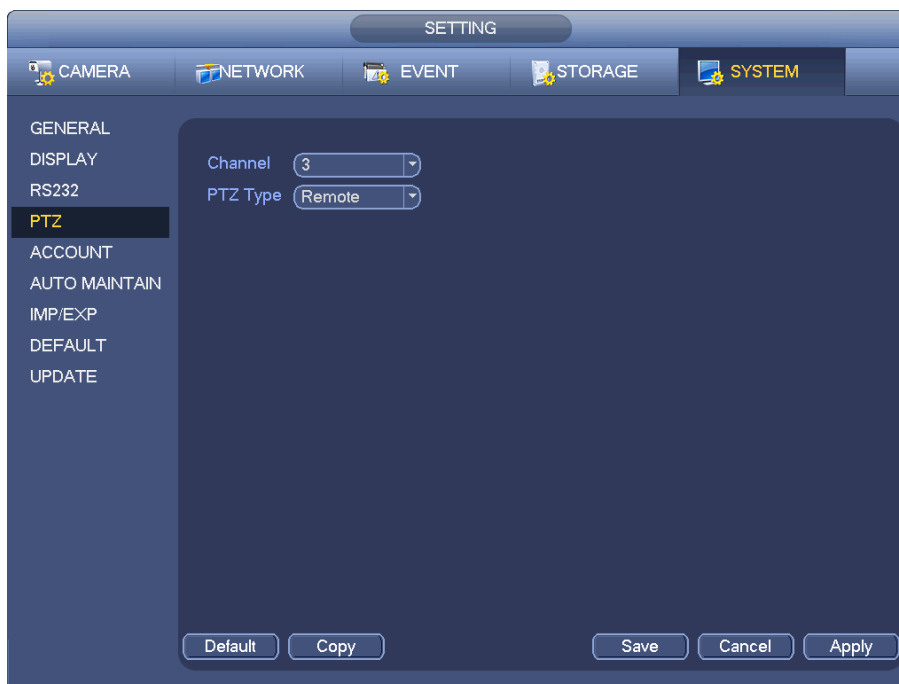 SETTING
CAMERA NETWORK EVENT STORAGE SYSTEM
GENERAL
DISPLAY
RS232
PTZ
ACCOUNT
AUTO MAINTAIN
IMP/EXP
DEFAULT
UPDATE
Channel 3
PTZ Type Remote
Default Copy Save Cancel Apply